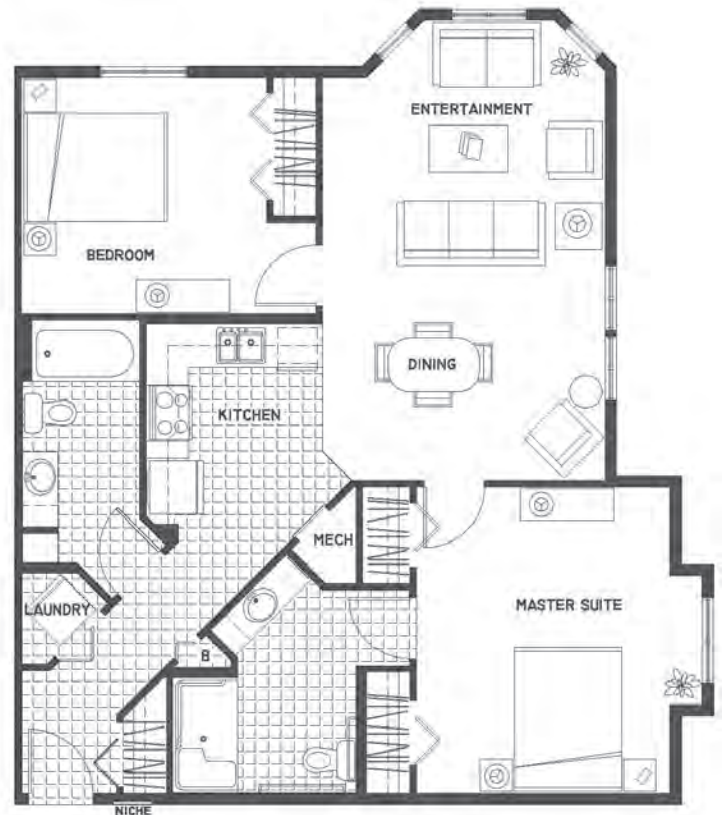 ENTERTAINMENT
BEDROOM
DINING
KITCHEN
MECH
LAUNDRY
MASTER SUITE
B
NICHE